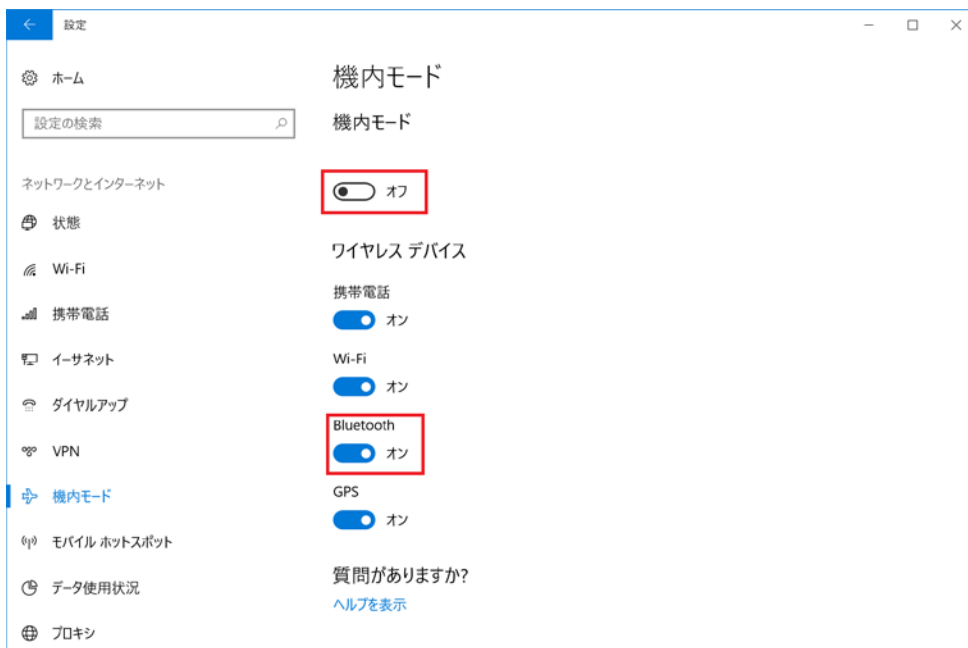 設定
ホーム
設定の検索
ネットワークとインターネット
状態
Wi-Fi
携帯電話
イーサネット
ダイヤルアップ
VPN
機内モード
モバイル ホットスポット
データ使用状況
プロキシ
機内モード
機内モード
オフ
ワイヤレス デバイス
携帯電話
オン
Wi-Fi
オン
Bluetooth
オン
GPS
オン
質問がありますか?
ヘルプを表示